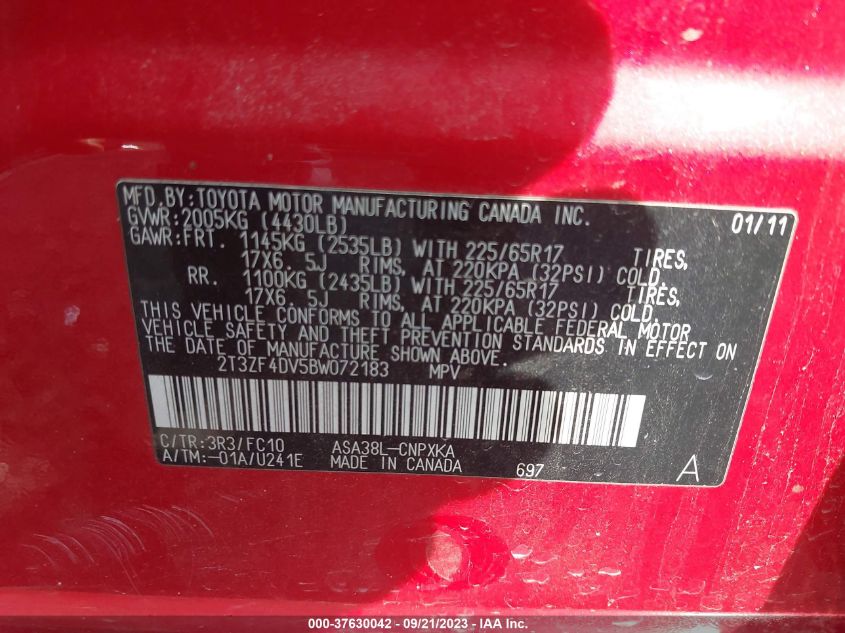 MFD.BY:TOYOTA MOTOR MANUFACTURING CANADA INC. 01/11
GVWR:2005KG (4430LB)
GAWR:FRT. 1145KG (2535LB) WITH 225/65R17 TIRES,
17X6. 5J RIMS, AT 220KPA (32PSI) COLD,
RR. 1100KG (2435LB) WITH 225/65R17 TIRES,
17X6. 5J RIMS, AT 220KPA (32PSI) COLD.
THIS VEHICLE CONFORMS TO ALL APPLICABLE FEDERAL MOTOR
VEHICLE SAFETY AND THEFT PREVENTION STANDARDS IN EFFECT ON
THE DATE OF MANUFACTURE SHOWN ABOVE.
2T3ZF4DV5BW072183 MPV
C/TR:3R3/FC10 ASA38L-CNPXKA
A/TM:-01A/U241E MADE IN CANADA 697 A
000-37630042 - 09/21/2023 - IAA Inc.